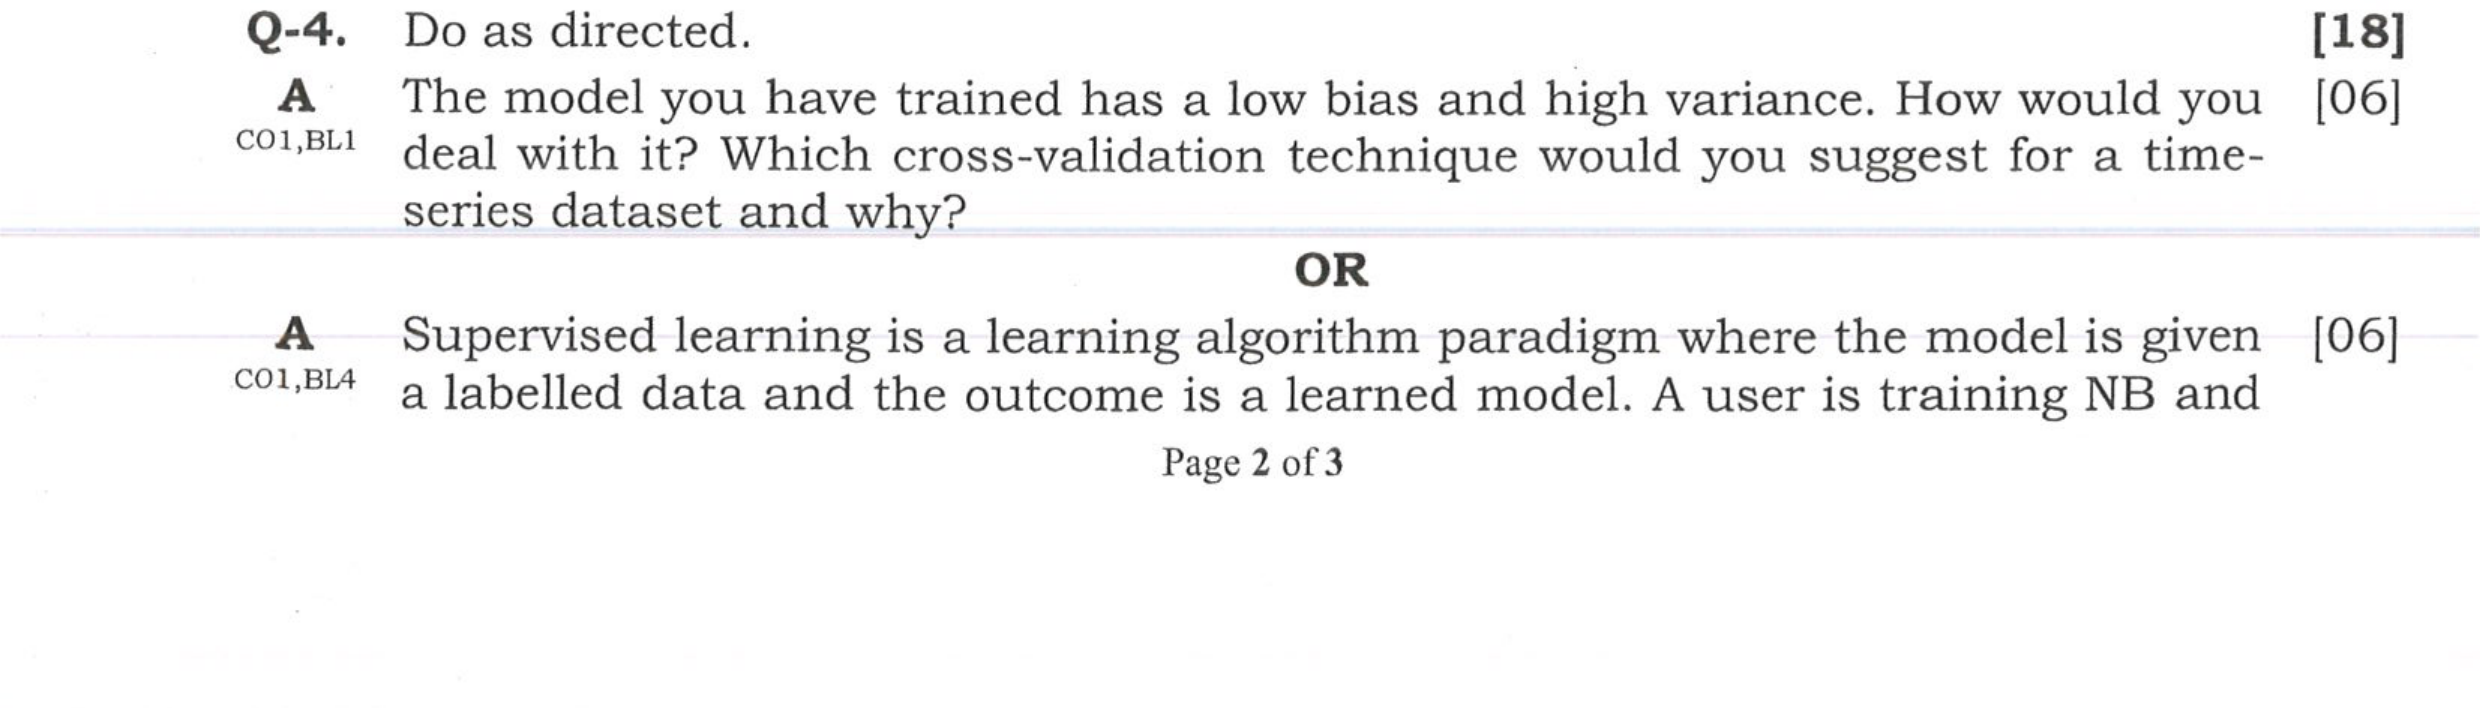 Q-4. Do as directed. [18]
A The model you have trained has a low bias and high variance. How would you [06]
CO1,BL1 deal with it? Which cross-validation technique would you suggest for a time-
series dataset and why?
OR
A Supervised learning is a learning algorithm paradigm where the model is given [06]
CO1,BL4 a labelled data and the outcome is a learned model. A user is training NB and
Page 2 of 3